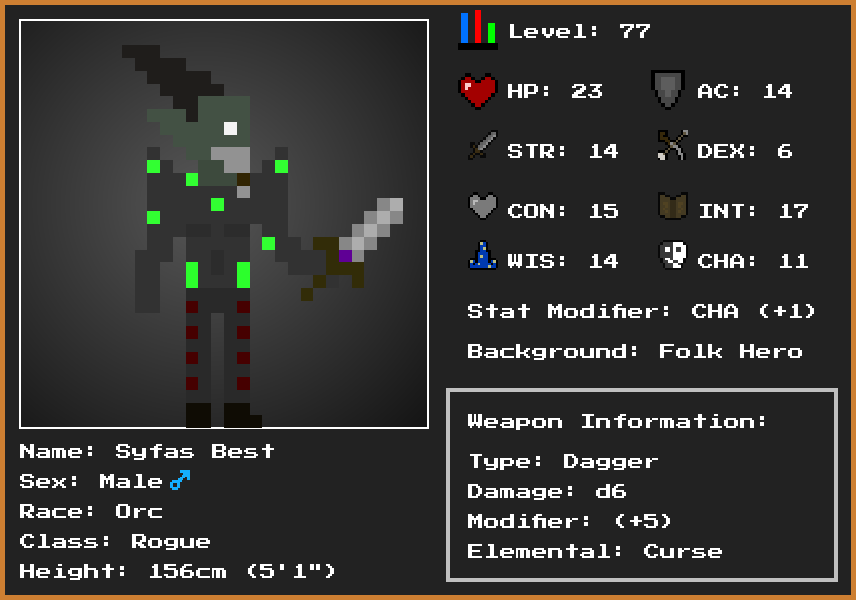 Level: 77
HP: 23
AC: 14
STR: 14
DEX: 6
CON: 15
INT: 17
WIS: 14
CHA: 11
Stat Modifier: CHA (+1)
Background: Folk Hero
Weapon Information:
Type: Dagger
Damage: d6
Modifier: (+5)
Elemental: Curse
Name: Syfas Best
Sex: Male ♂
Race: Orc
Class: Rogue
Height: 156cm (5'1")